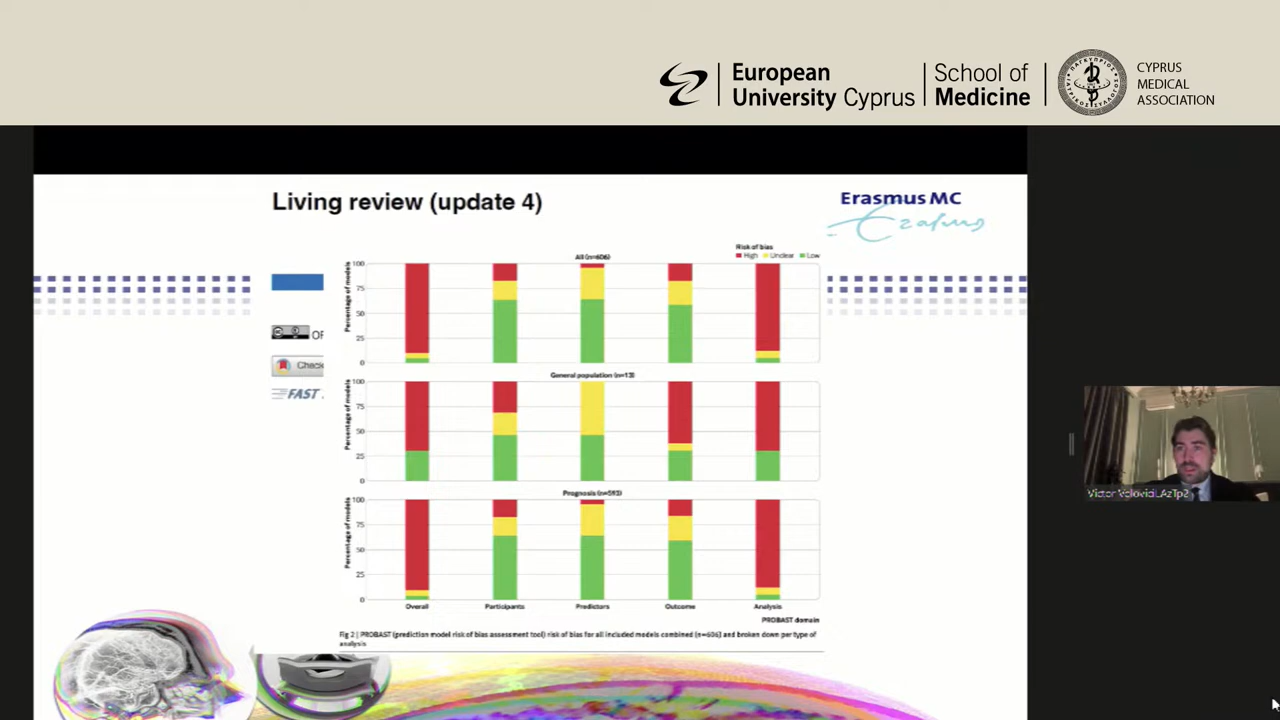 European
University Cyprus
School of
Medicine
CYPRUS
MEDICAL
ASSOCIATION
Living review (update 4)
Erasmus MC
Erasmus
Risk of bias
High Unclear Low
All (n=606)
Percentage of models
100
75
50
25
0
OF
Check
FAST
General population (n=13)
Percentage of models
100
75
50
25
0
Prognosis (n=593)
Percentage of models
100
75
50
25
0
Overall Participants Predictors Outcome Analysis
PROBAST domain
Fig 2 | PROBAST (prediction model risk of bias assessment tool) risk of bias for all included models combined (n=606) and broken down per type of
analysis